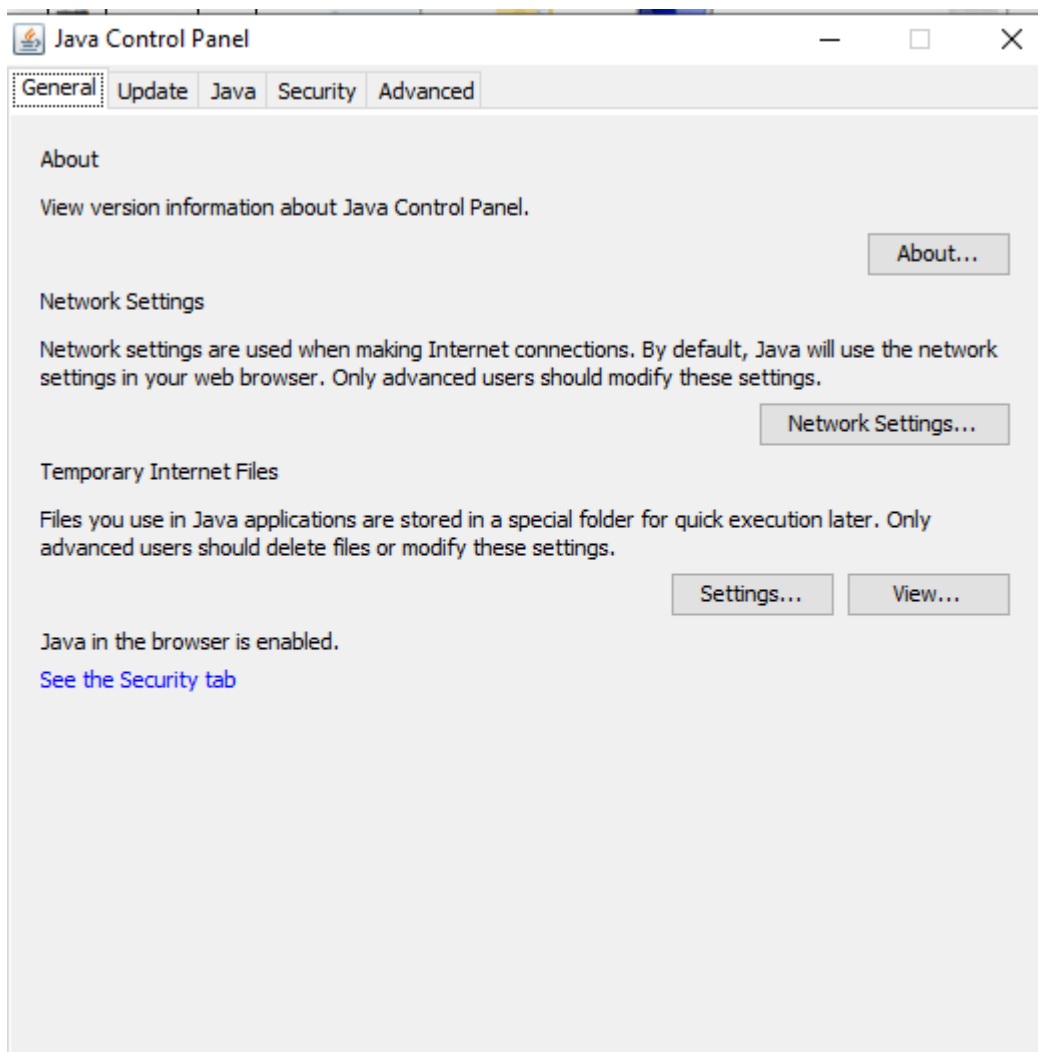 Java Control Panel
General Update Java Security Advanced
About
View version information about Java Control Panel.
About...
Network Settings
Network settings are used when making Internet connections. By default, Java will use the network
settings in your web browser. Only advanced users should modify these settings.
Network Settings...
Temporary Internet Files
Files you use in Java applications are stored in a special folder for quick execution later. Only
advanced users should delete files or modify these settings.
Settings... View...
Java in the browser is enabled.
See the Security tab